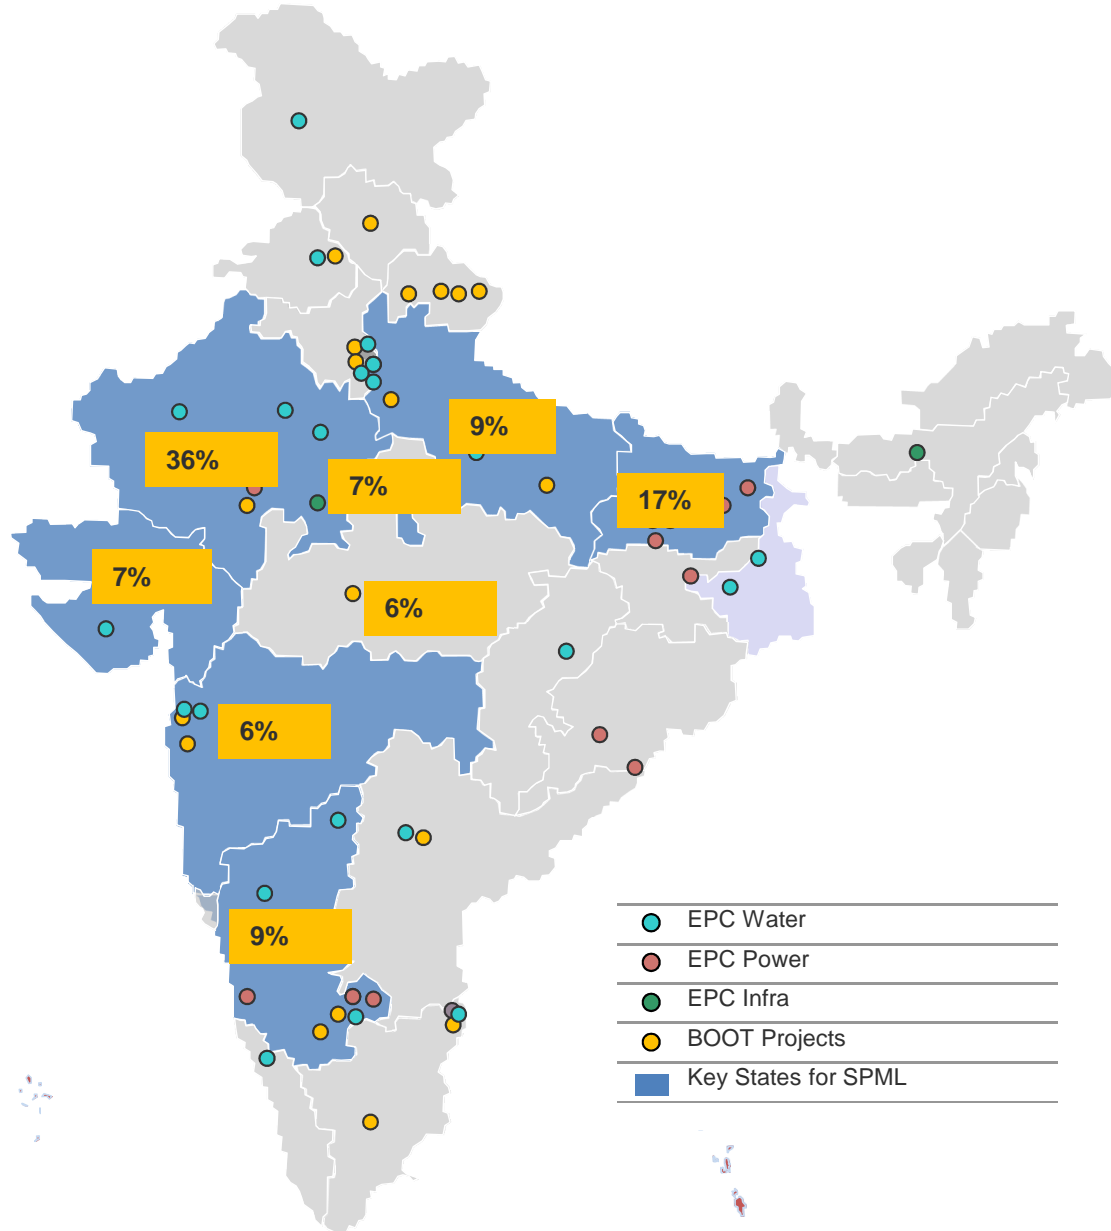 9%
36%
7%
17%
7%
6%
6%
9%
EPC Water
EPC Power
EPC Infra
BOOT Projects
Key States for SPML